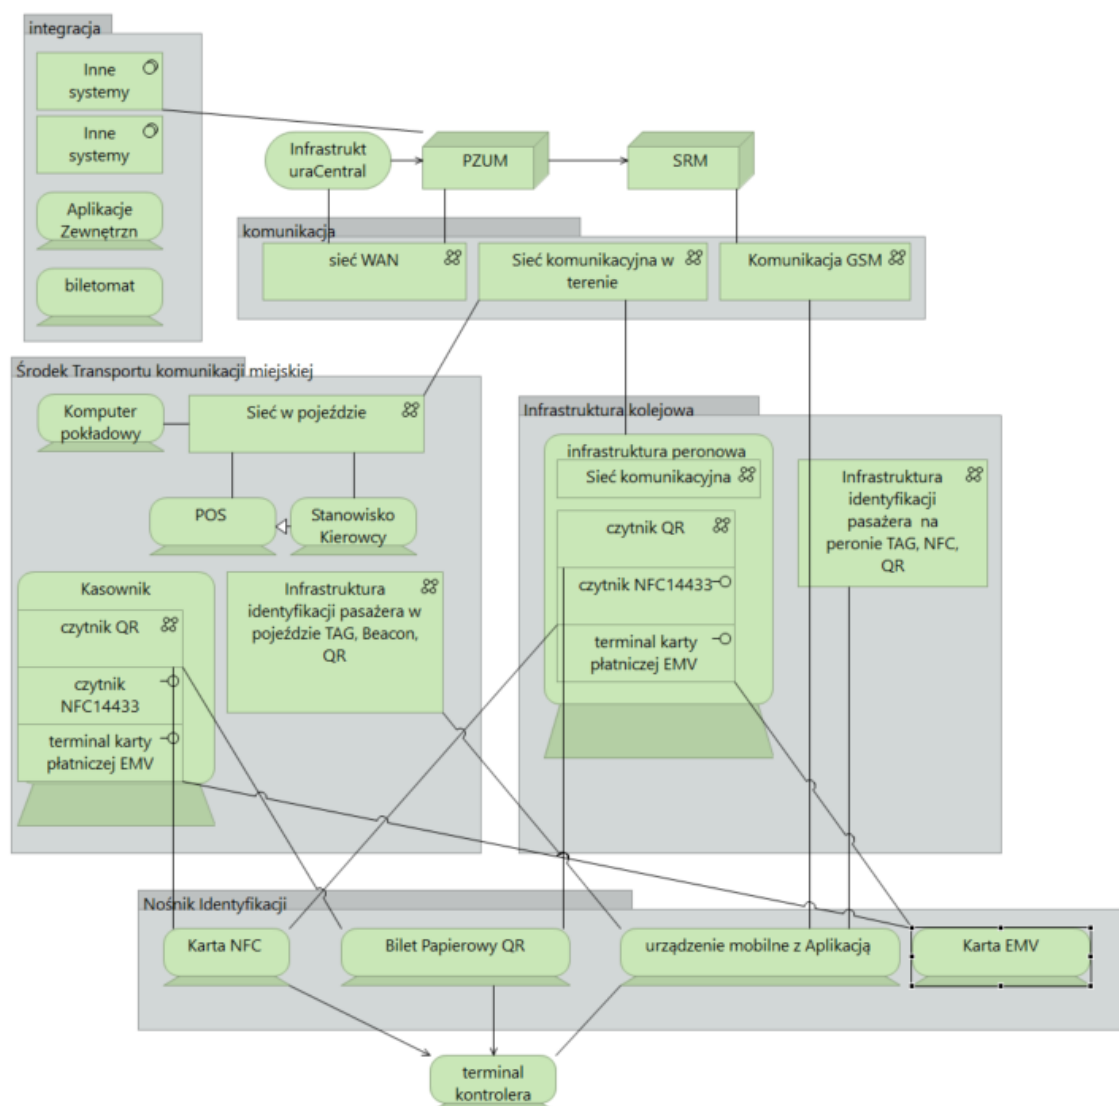 integracja
Inne
systemy
Inne
systemy
Aplikacje
Zewnętrzn
biletomat
Infrastrukt
uraCentral
PZUM
SRM
komunikacja
sieć WAN
Sieć komunikacyjna w
terenie
Komunikacja GSM
Środek Transportu komunikacji miejskiej
Komputer
pokładowy
Sieć w pojeździe
POS
Stanowisko
Kierowcy
Kasownik
czytnik QR
czytnik
NFC14433
terminal karty
płatniczej EMV
Infrastruktura
identyfikacji pasażera w
pojeździe TAG, Beacon,
QR
Infrastruktura kolejowa
infrastruktura peronowa
Sieć komunikacyjna
czytnik QR
czytnik NFC14433
terminal karty
płatniczej EMV
Infrastruktura
identyfikacji
pasażera na
peronie TAG, NFC,
QR
Nośnik Identyfikacji
Karta NFC
Bilet Papierowy QR
urządzenie mobilne z Aplikacją
Karta EMV
terminal
kontrolera